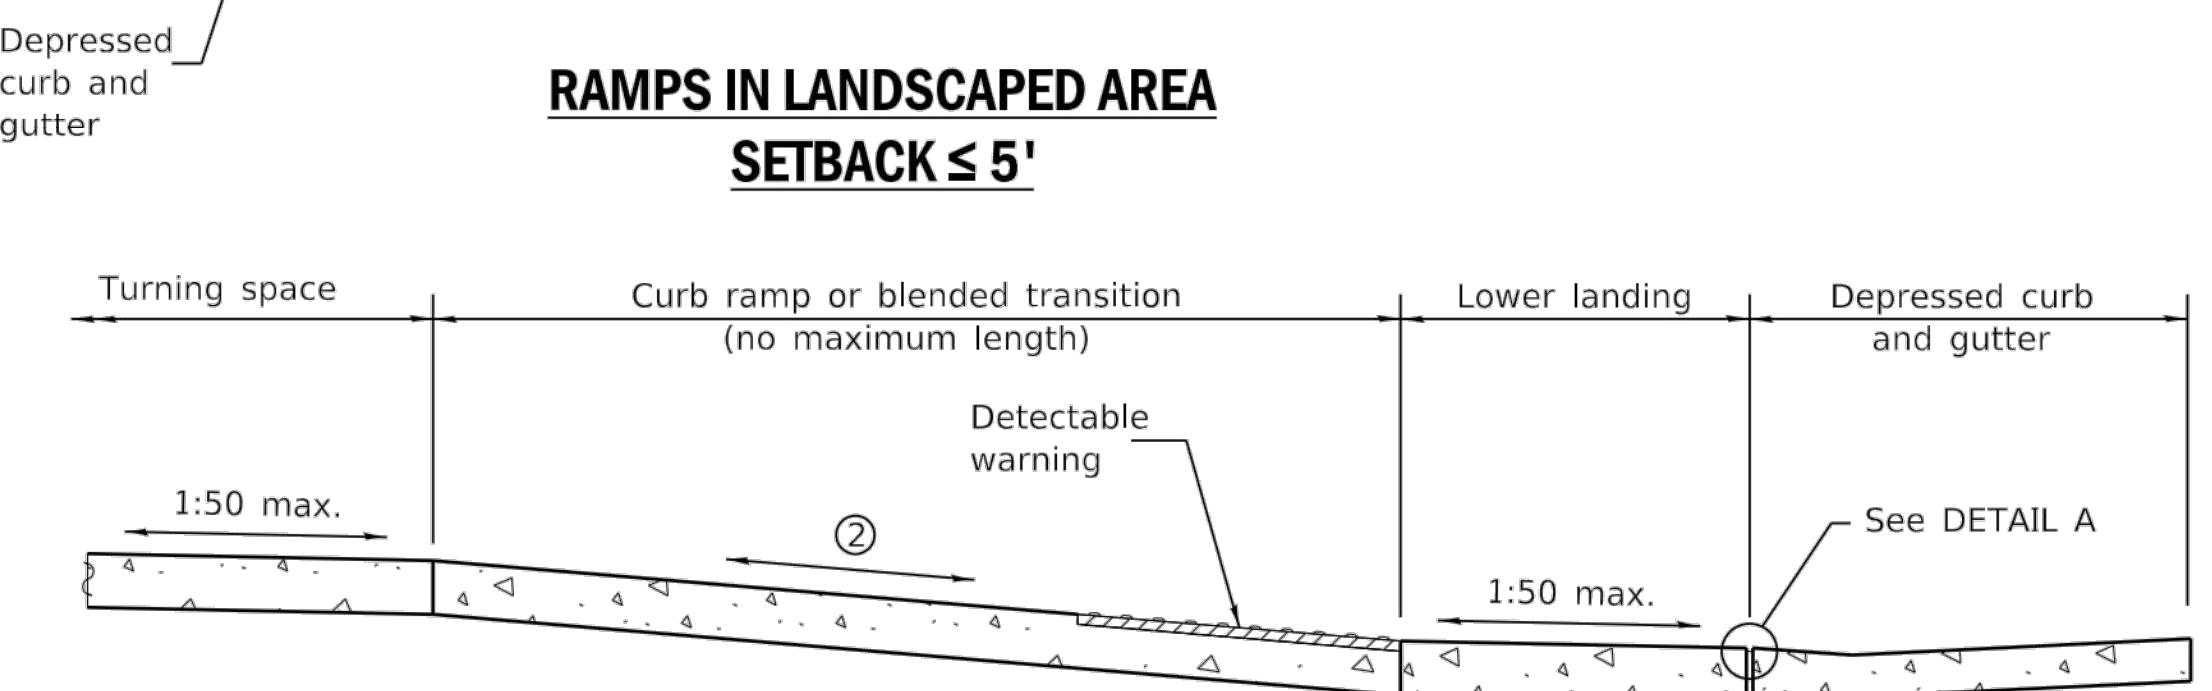 Depressed
curb and
gutter
RAMPS IN LANDSCAPED AREA
SETBACK ≤ 5'
Turning space
Curb ramp or blended transition
(no maximum length)
Lower landing
Depressed curb
and gutter
Detectable
warning
1:50 max.
2
See DETAIL A
1:50 max.